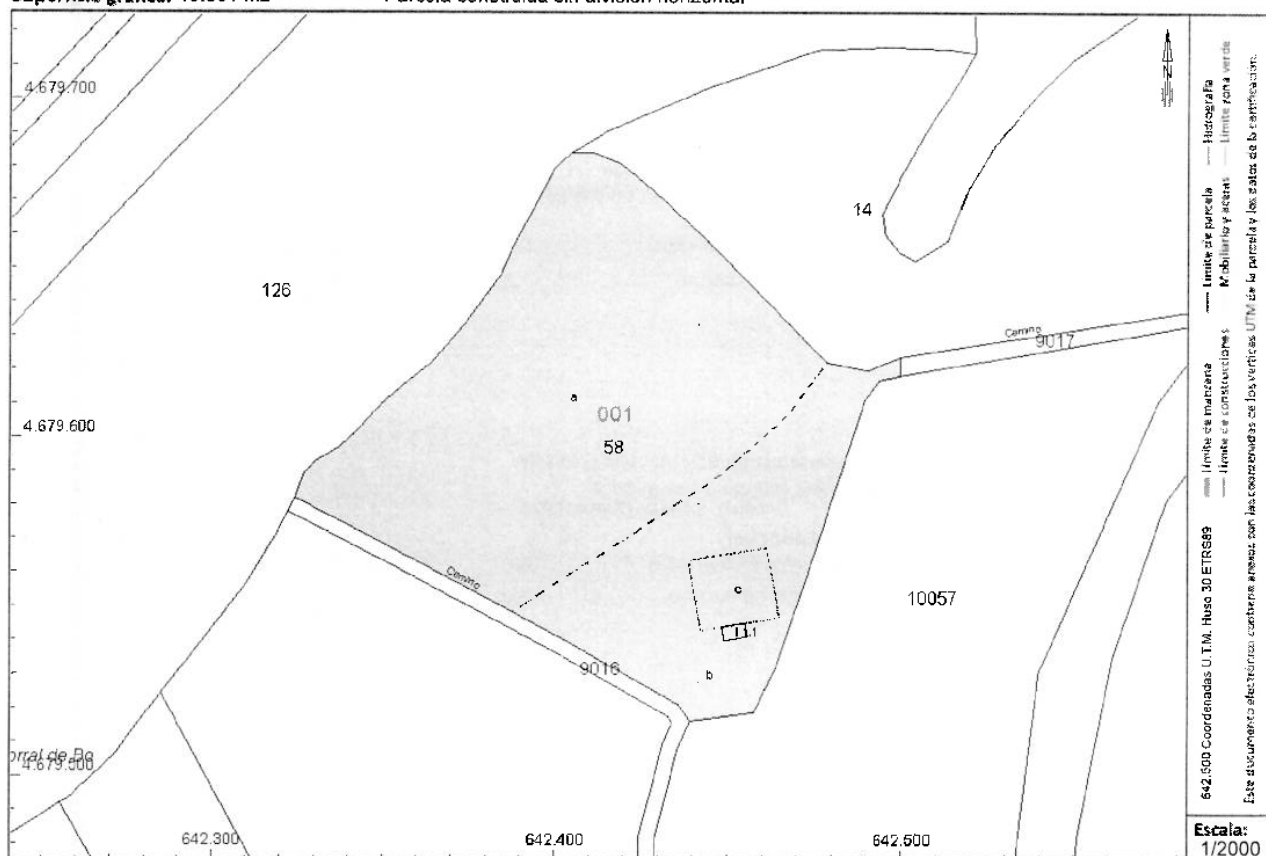 Parcela construida sin división horizontal
4.679.700
N
14
126
Camino
9017
a
001
4.679.600
58
Camino
c
10057
I
9016
b
4.679.500
642.300
642.400
642.500
642.600 Coordenadas U.T.M. Huso 30 ETRS89
Límite de manzana
Límite de parcela
Hidrografía
Límite de construcciones
Mobiliario y aceras
Límite zona verde
Este documento electrónico contiene anexos con las coordenadas de los vértices UTM de la parcela y los datos de la certificación.
Escala:
1/2000